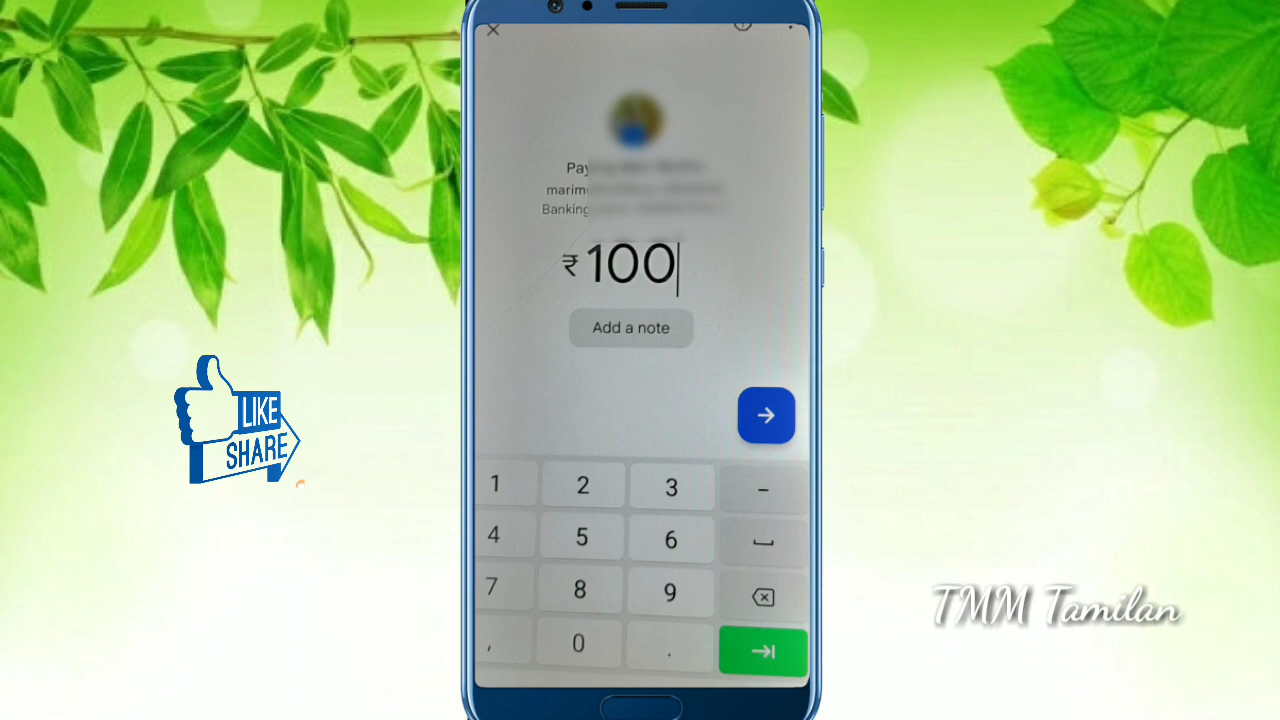 Pay
marim
Banking
₹100
Add a note
LIKE
SHARE
1 2 3 -
4 5 6
7 8 9
, 0 .
TMM Tamilan